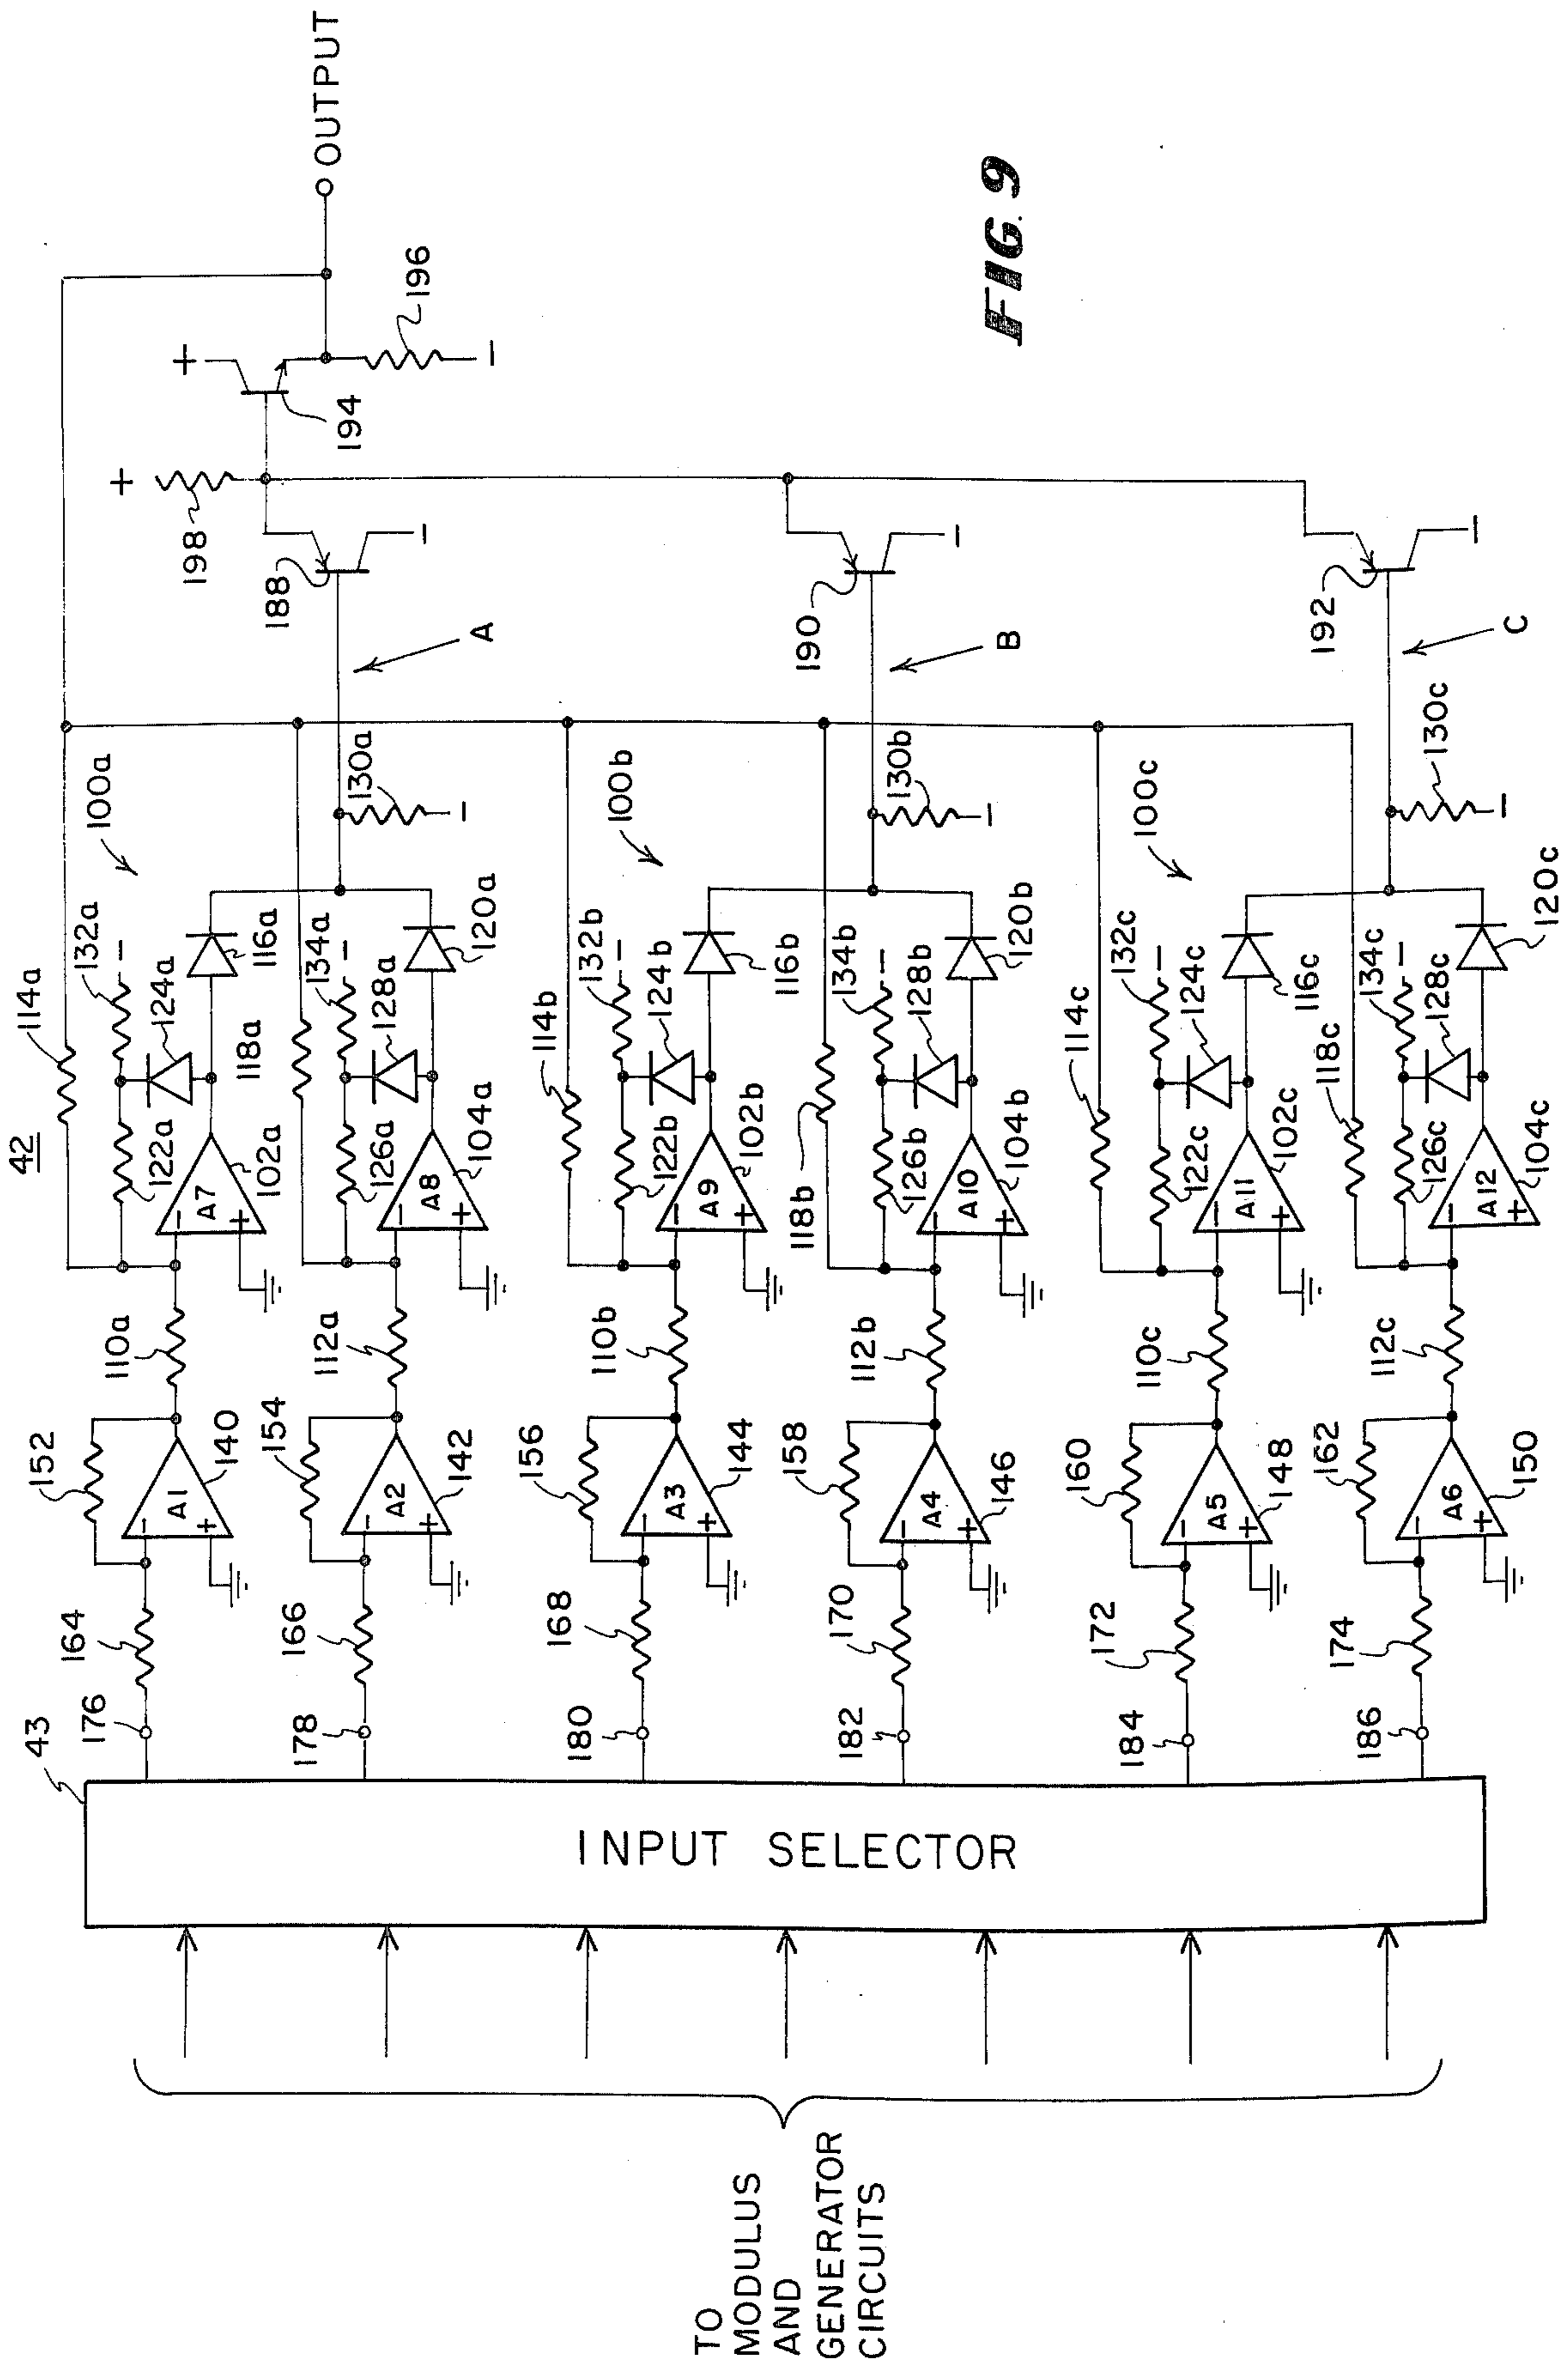 42
114a
132a
100a
122a
124a
116a
118a
A7
102a
110a
152
A1
140
164
176
43
134a
128a
120a
126a
A8
104a
112a
154
A2
142
166
178
130a
A
188
198
+
+
194
196
OUTPUT
114b
132b
100b
122b
124b
116b
A9
102b
110b
156
A3
144
168
180
118b
134b
128b
120b
126b
A10
104b
112b
158
A4
146
170
182
130b
B
190
114c
132c
100c
122c
124c
116c
A11
102c
110c
160
A5
148
172
184
118c
134c
128c
120c
126c
A12
104c
112c
162
A6
150
174
186
130c
C
192
INPUT SELECTOR
TO
MODULUS
AND
GENERATOR
CIRCUITS
FIG. 9